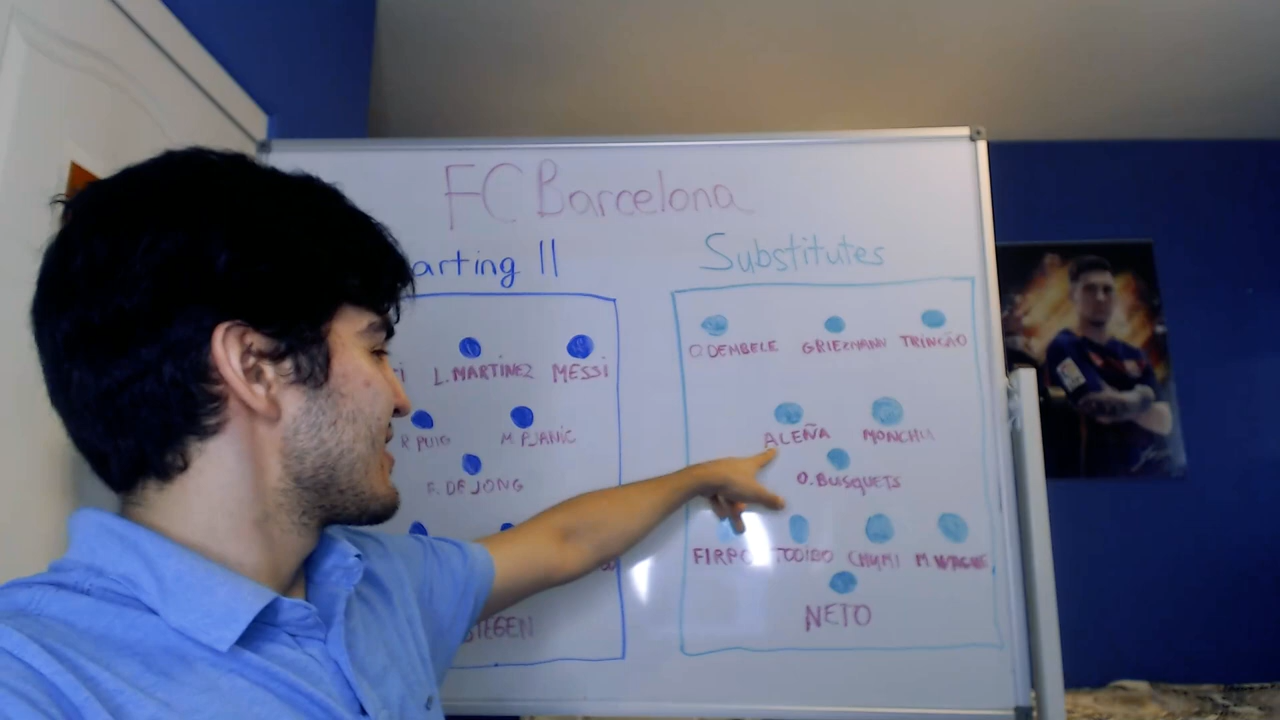 FC Barcelona
arting 11
Substitutes
L.MARTINEZ MESSI
R PUIG M.PJANIC
F. DE JONG
STEGEN
O.DEMBELE GRIEZMANN TRINCÃO
ALEÑA MONCHU
O.BUSQUETS
FIRPO TODIBO CHUMI M.WAGUE
NETO